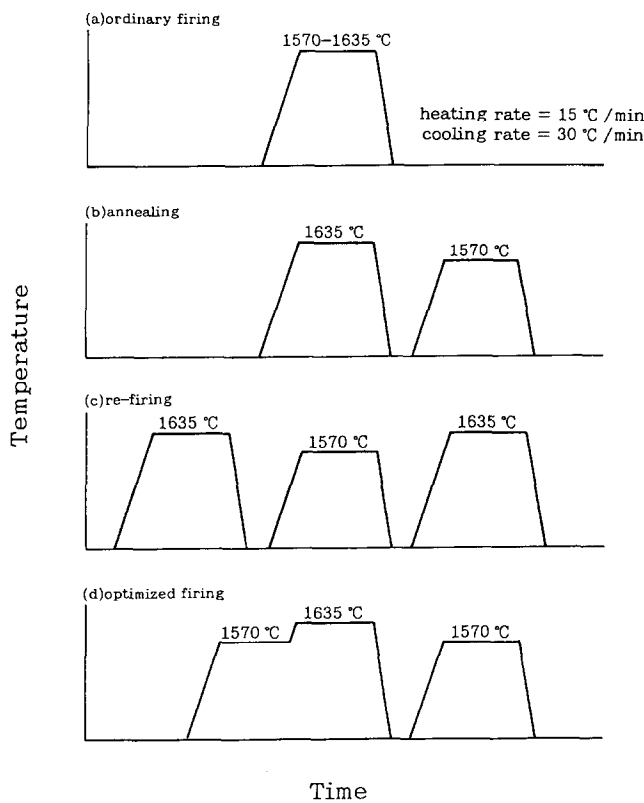 (a)ordinary firing
1570-1635 ℃
heating rate = 15 ℃/min
cooling rate = 30 ℃/min
(b)annealing
1635 ℃
1570 ℃
Temperature
(c)re-firing
1635 ℃
1570 ℃
1635 ℃
(d)optimized firing
1570 ℃
1635 ℃
1570 ℃
Time